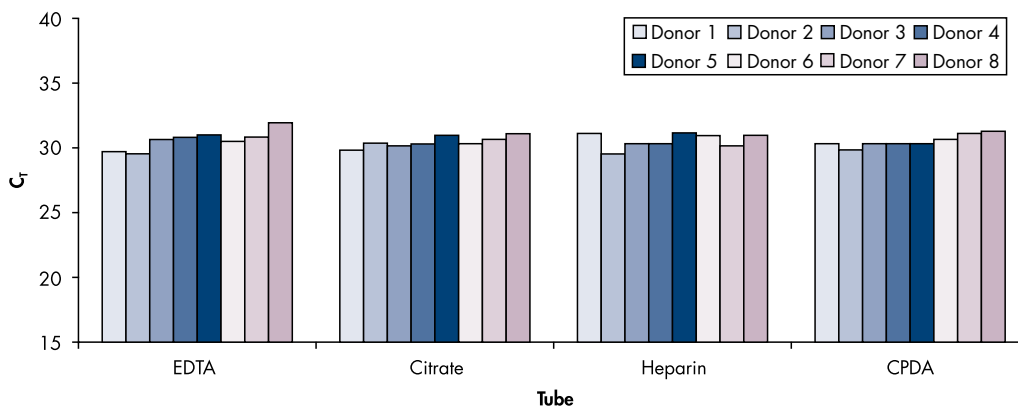 40
35
30
25
20
15
C_T
Donor 1 Donor 2 Donor 3 Donor 4
Donor 5 Donor 6 Donor 7 Donor 8
EDTA Citrate Heparin CPDA
Tube